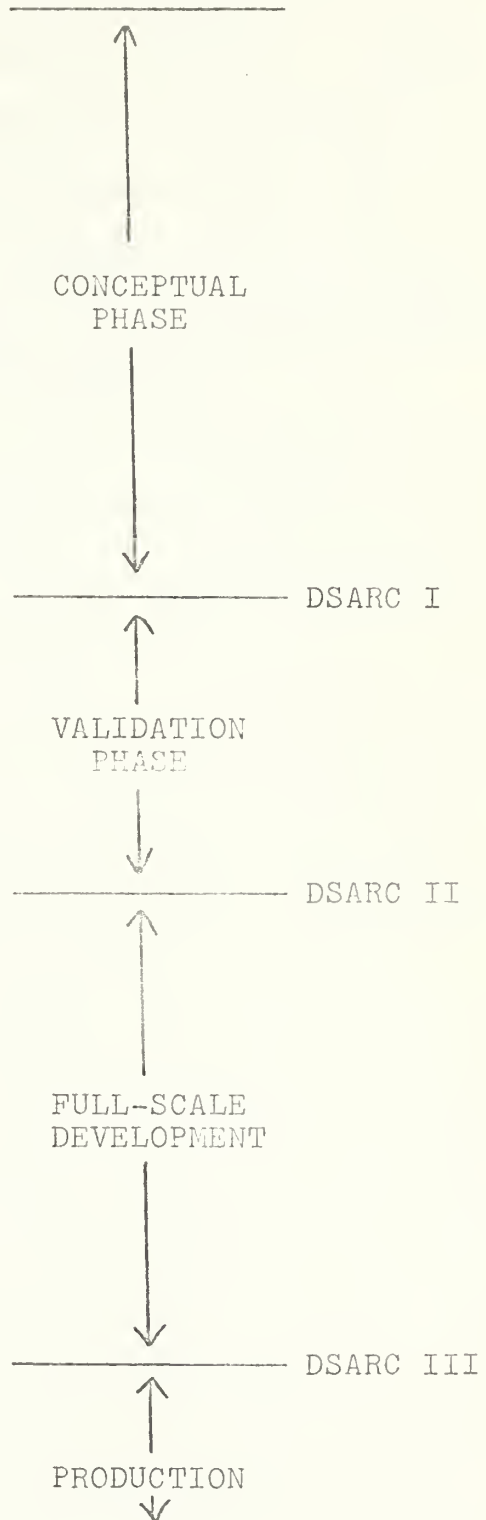 CONCEPTUAL
PHASE
DSARC I
VALIDATION
PHASE
DSARC II
FULL-SCALE
DEVELOPMENT
DSARC III
PRODUCTION